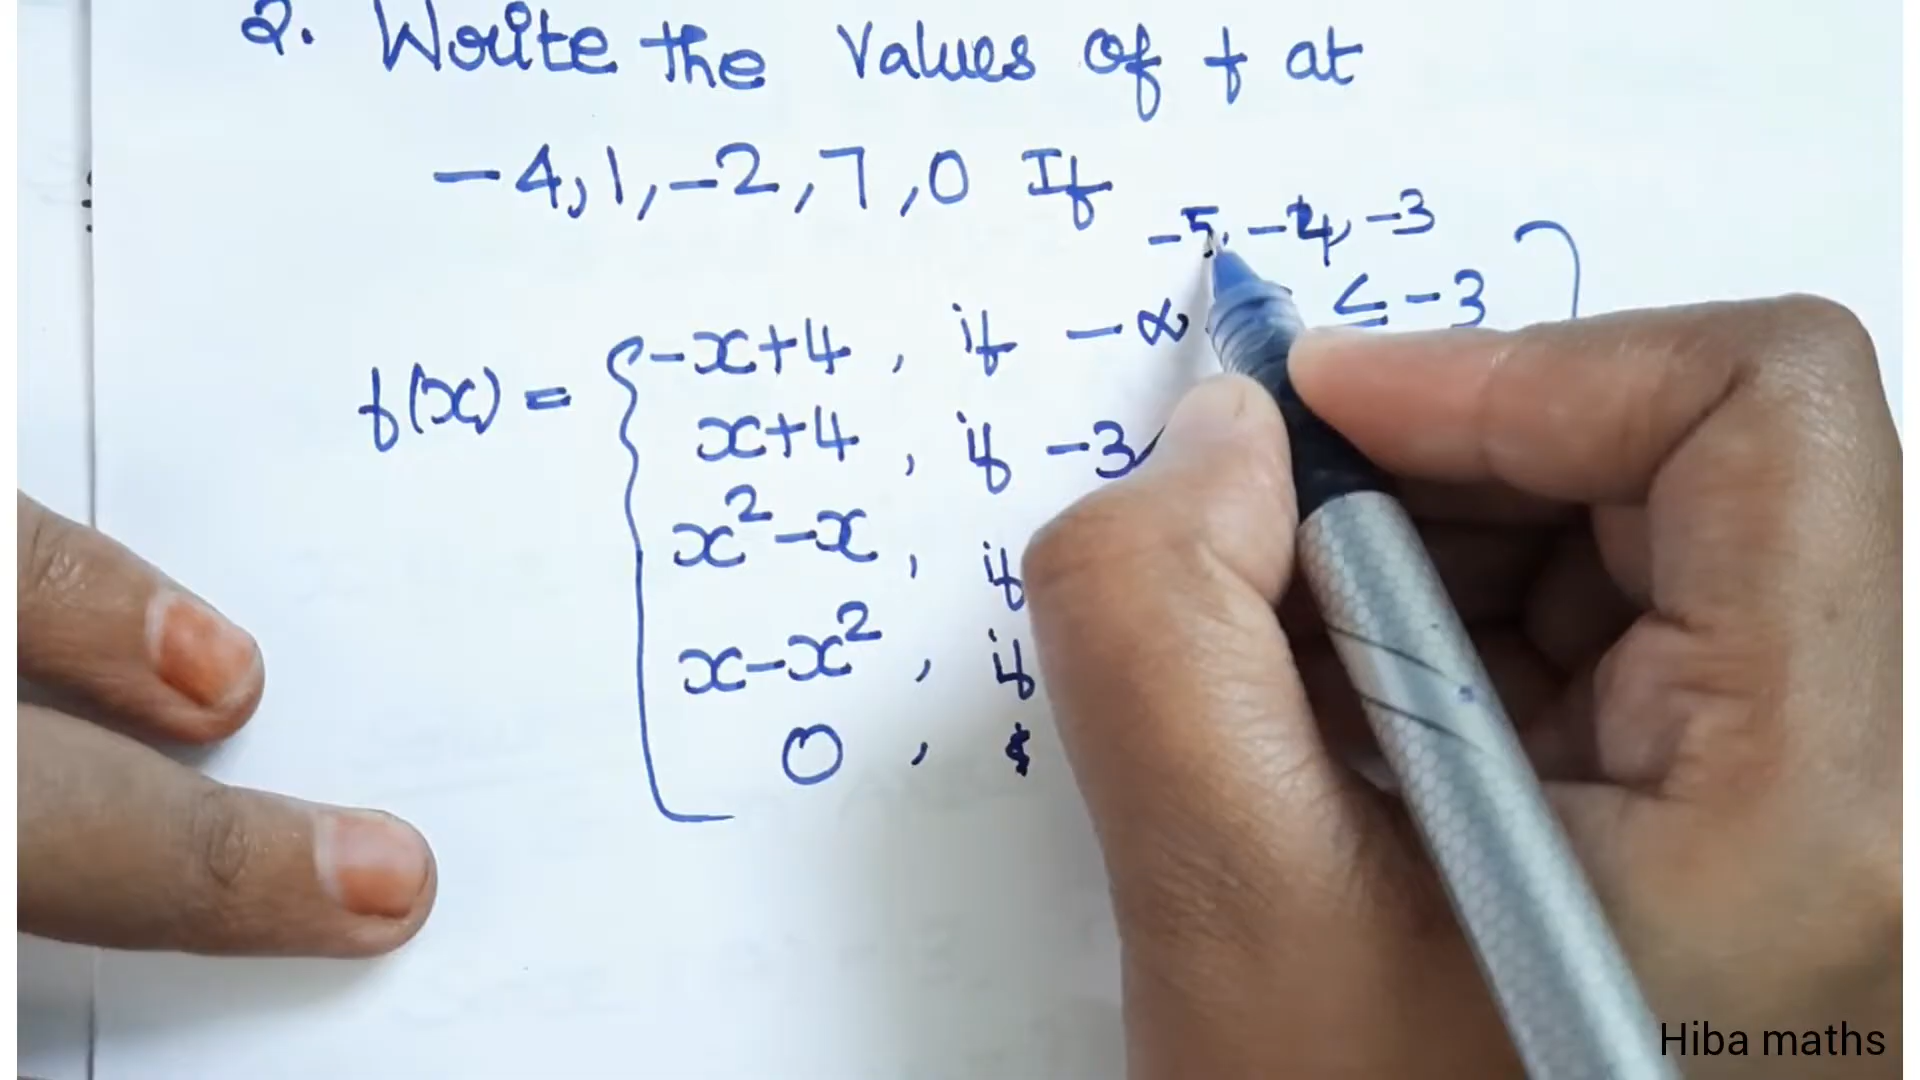 2. Write the Values of f at
-4, 1, -2, 7, 0 If
-5, -4, -3
f(x) = { -x+4 , if -∞ ≤ -3
x+4 , if -3
x²-x , if
x-x² , if
0 ,
Hiba maths